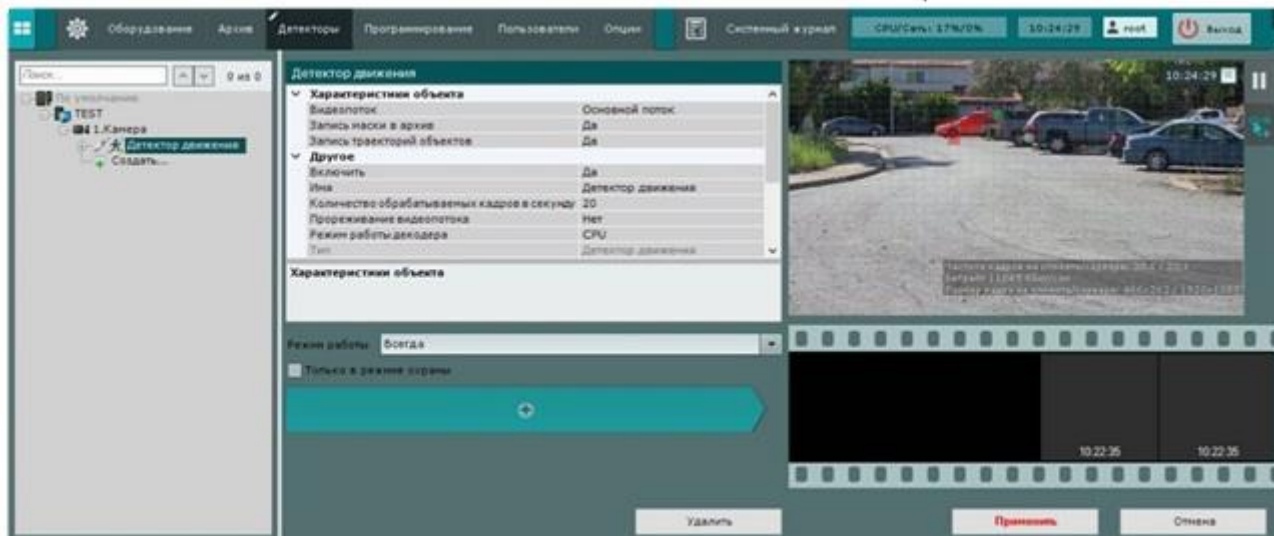 Оборудование Архив Детекторы Программирование Пользователи Опции Системный журнал CPU/Сеть: 17%/0% 10:24:29 root Выход
Поиск... 0 из 0
По умолчанию
TEST
1.Камера
Детектор движения
Создать...
Детектор движения
Характеристики объекта
Видеопоток Основной поток
Запись маски в архив Да
Запись траекторий объектов Да
Другое
Включить Да
Имя Детектор движения
Количество обрабатываемых кадров в секунду 20
Прореживание видеопотока Нет
Режим работы декодера CPU
Тип Детектор движения
Характеристики объекта
Режим работы Всегда
Только в режиме охраны
10:24:29
10:22:35 10:22:35
Удалить Применить Отмена